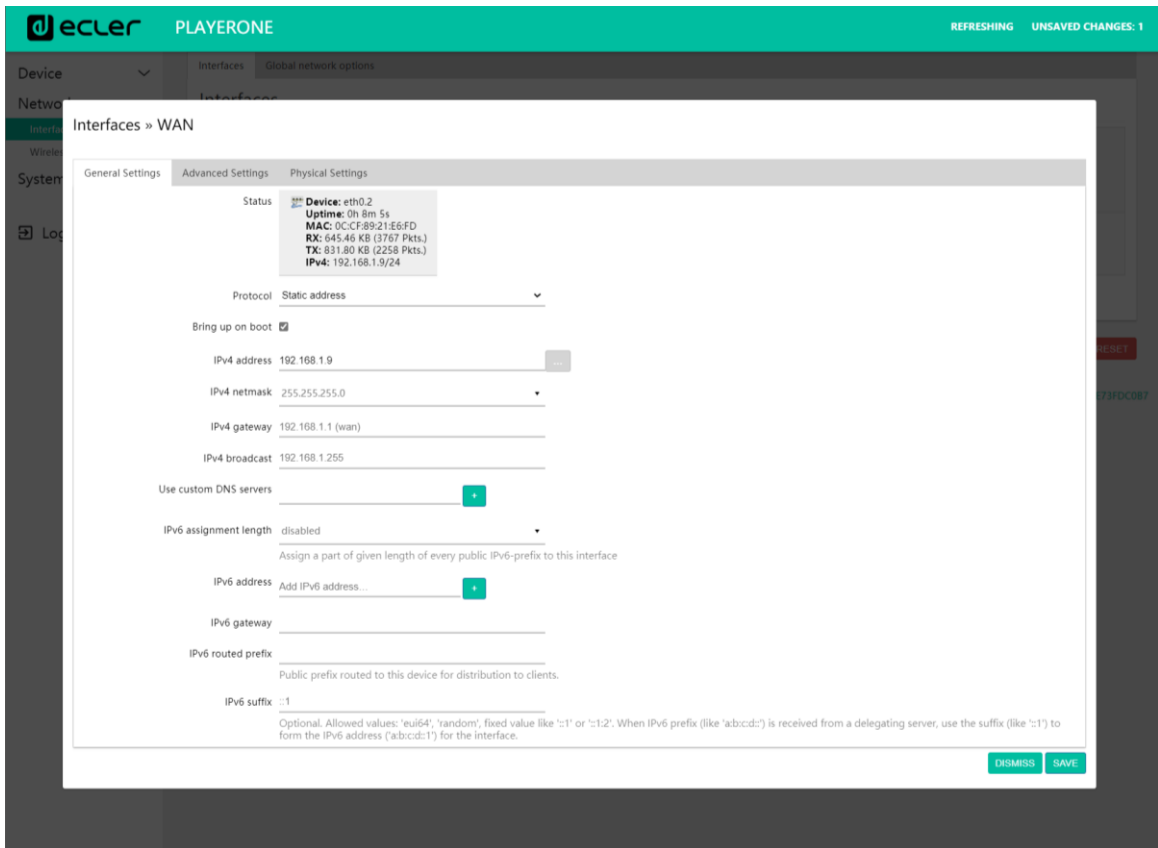 ecler PLAYERONE REFRESHING UNSAVED CHANGES: 1
Device
Interfaces Global network options
Interfaces
Interfaces » WAN
General Settings Advanced Settings Physical Settings
Status
Device: eth0.2
Uptime: 0h 8m 5s
MAC: 0C:CF:89:21:E6:FD
RX: 645.46 KB (3767 Pkts.)
TX: 831.80 KB (2258 Pkts.)
IPv4: 192.168.1.9/24
Protocol Static address
Bring up on boot
IPv4 address 192.168.1.9 ...
RESET
IPv4 netmask 255.255.255.0
E73FDC0B7
IPv4 gateway 192.168.1.1 (wan)
IPv4 broadcast 192.168.1.255
Use custom DNS servers +
IPv6 assignment length disabled
Assign a part of given length of every public IPv6-prefix to this interface
IPv6 address Add IPv6 address... +
IPv6 gateway
IPv6 routed prefix
Public prefix routed to this device for distribution to clients.
IPv6 suffix ::1
Optional. Allowed values: 'eui64', 'random', fixed value like '::1' or '::1:2'. When IPv6 prefix (like 'a:b:c:d::') is received from a delegating server, use the suffix (like '::1') to
form the IPv6 address ('a:b:c:d::1') for the interface.
DISMISS SAVE